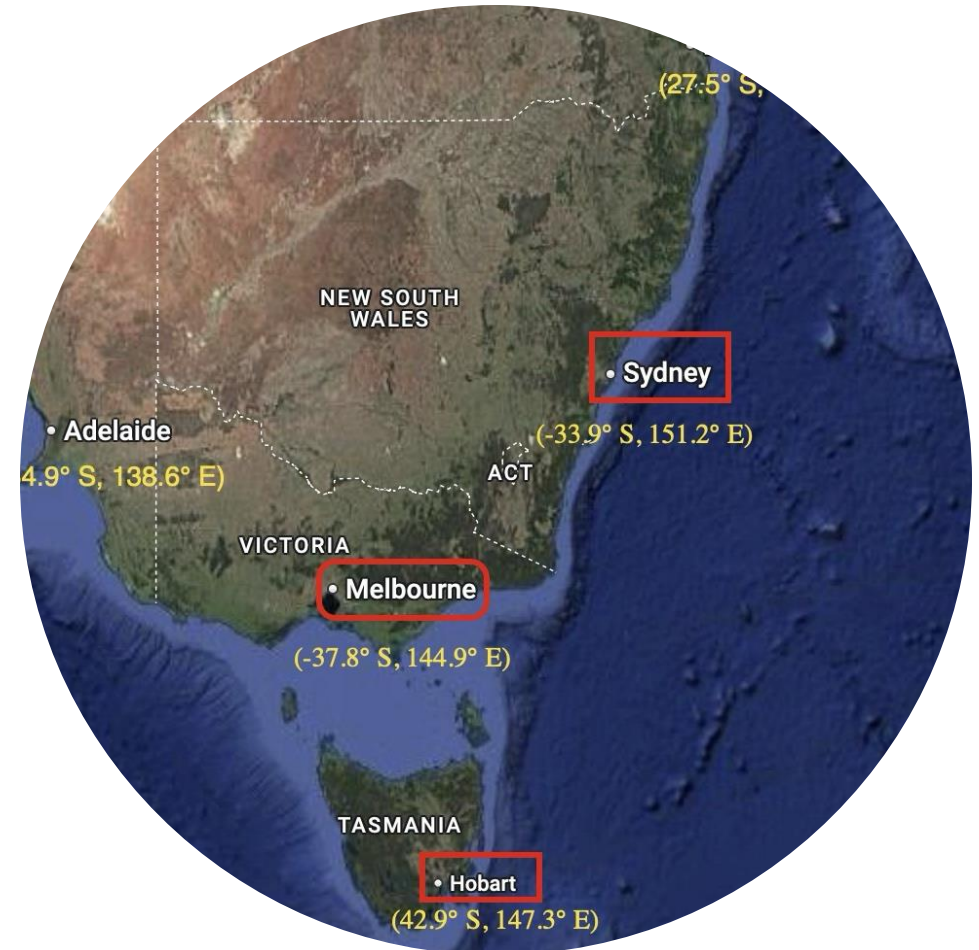 (27.5° S,
NEW SOUTH
WALES
Sydney
Adelaide
(-33.9° S, 151.2° E)
4.9° S, 138.6° E)
ACT
VICTORIA
Melbourne
(-37.8° S, 144.9° E)
TASMANIA
Hobart
(42.9° S, 147.3° E)